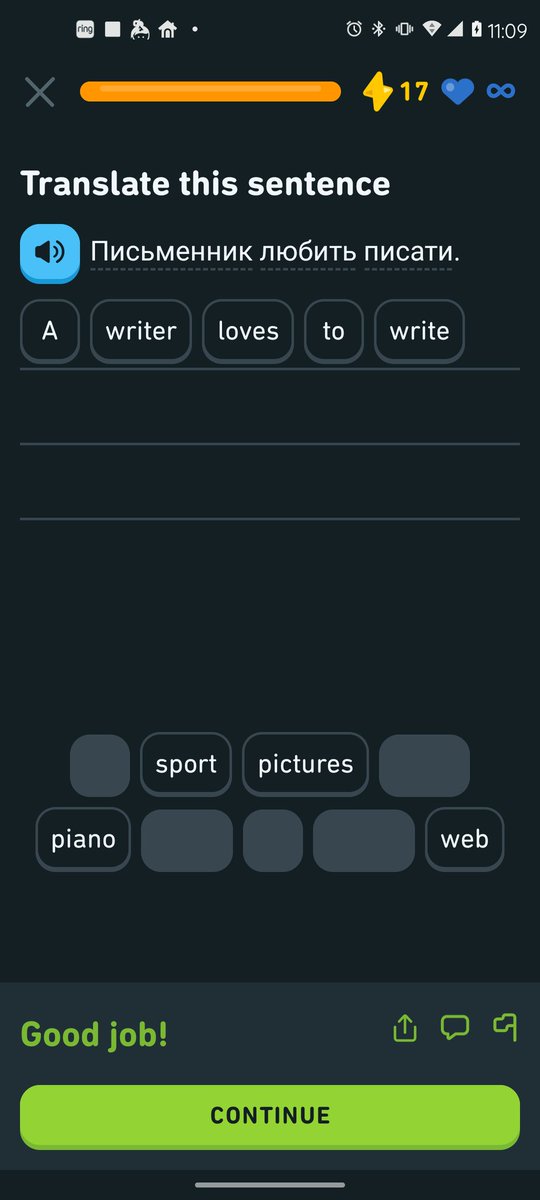 ring
11:09
17
Translate this sentence
Письменник любить писати.
A writer loves to write
sport pictures
piano web
Good job!
CONTINUE